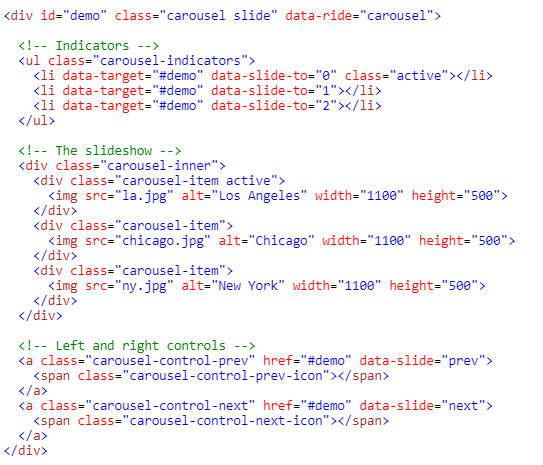 <div id="demo" class="carousel slide" data-ride="carousel">

  <!-- Indicators -->
  <ul class="carousel-indicators">
    <li data-target="#demo" data-slide-to="0" class="active"></li>
    <li data-target="#demo" data-slide-to="1"></li>
    <li data-target="#demo" data-slide-to="2"></li>
  </ul>

  <!-- The slideshow -->
  <div class="carousel-inner">
    <div class="carousel-item active">
      <img src="la.jpg" alt="Los Angeles" width="1100" height="500">
    </div>
    <div class="carousel-item">
      <img src="chicago.jpg" alt="Chicago" width="1100" height="500">
    </div>
    <div class="carousel-item">
      <img src="ny.jpg" alt="New York" width="1100" height="500">
    </div>
  </div>

  <!-- Left and right controls -->
  <a class="carousel-control-prev" href="#demo" data-slide="prev">
    <span class="carousel-control-prev-icon"></span>
  </a>
  <a class="carousel-control-next" href="#demo" data-slide="next">
    <span class="carousel-control-next-icon"></span>
  </a>
</div>